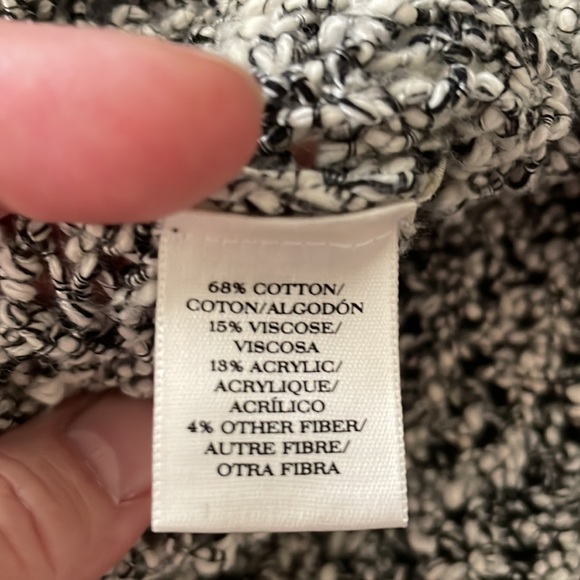 68% COTTON/
COTON/ALGODÓN
15% VISCOSE/
VISCOSA
13% ACRYLIC/
ACRYLIQUE/
ACRÍLICO
4% OTHER FIBER/
AUTRE FIBRE/
OTRA FIBRA